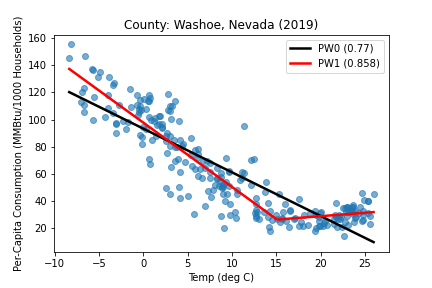 County: Washoe, Nevada (2019)
PW0 (0.77)
PW1 (0.858)
Per-Capita Consumption (MMBtu/1000 Households)
160
140
120
100
80
60
40
20
−10 −5 0 5 10 15 20 25
Temp (deg C)